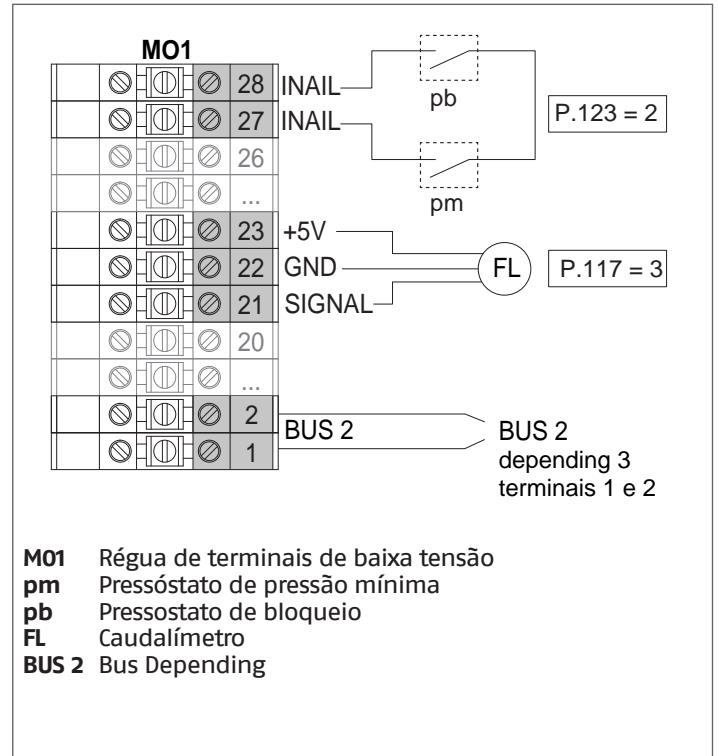 MO1
28 INAIL
27 INAIL
pb
P.123 = 2
26
...
pm
23 +5V
22 GND
FL
P.117 = 3
21 SIGNAL
20
...
2
BUS 2
1
BUS 2
depending 3
terminais 1 e 2
M01 Régua de terminais de baixa tensão
pm Pressóstato de pressão mínima
pb Pressostato de bloqueio
FL Caudalímetro
BUS 2 Bus Depending